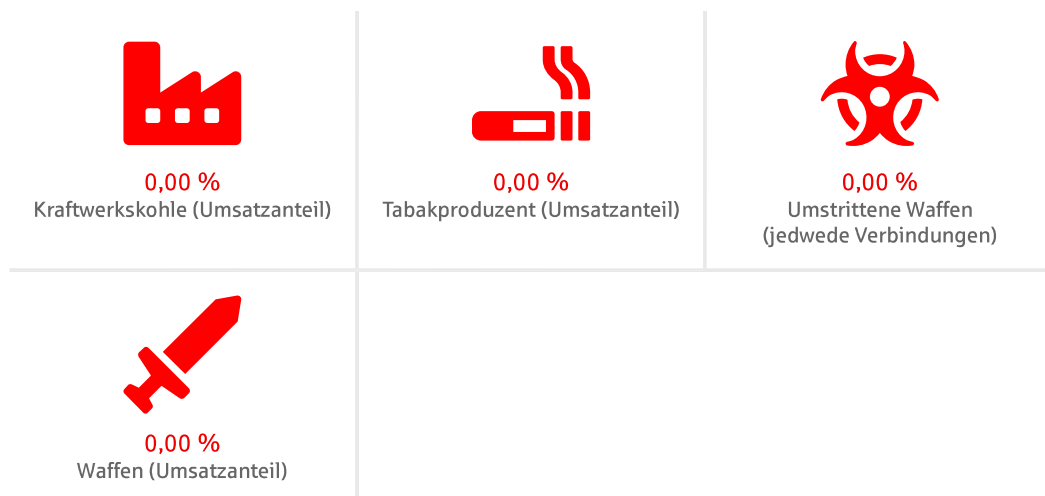 0,00 %
Kraftwerkskohle (Umsatzanteil)
0,00 %
Tabakproduzent (Umsatzanteil)
0,00 %
Umstrittene Waffen
(jedwede Verbindungen)
0,00 %
Waffen (Umsatzanteil)